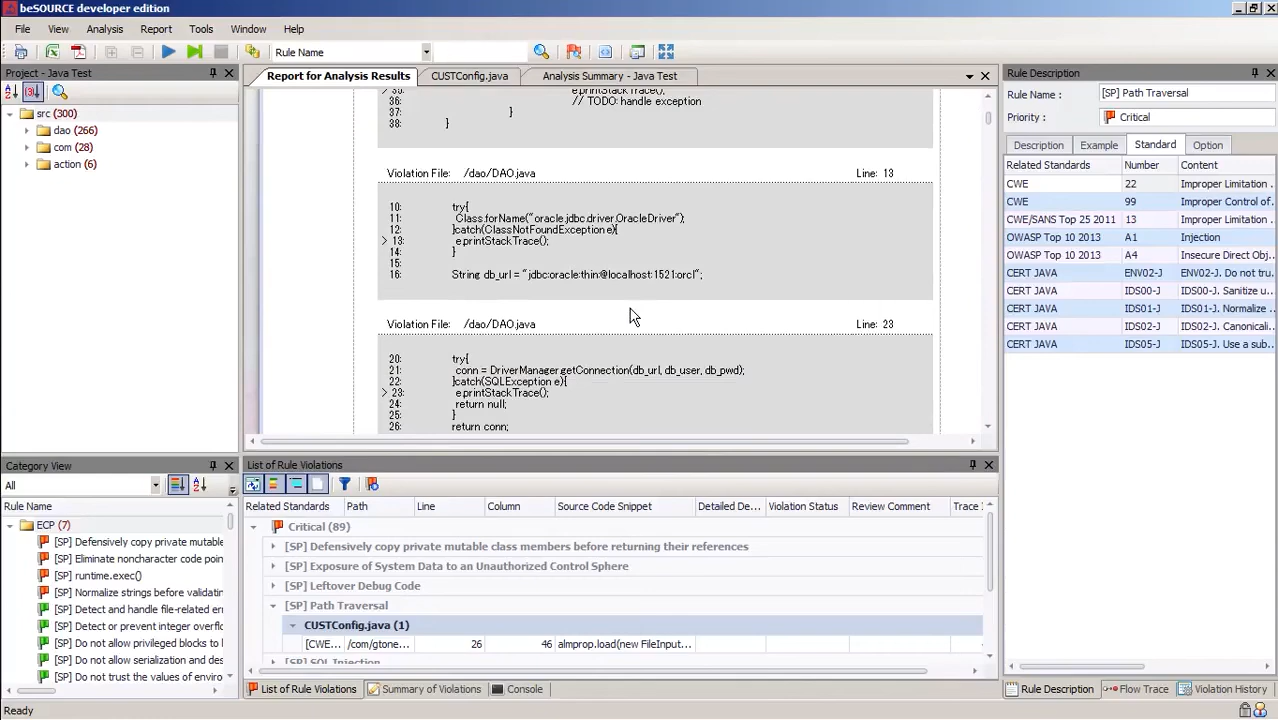 beSOURCE developer edition
File View Analysis Report Tools Window Help
Rule Name
Project - Java Test
src (300)
dao (266)
com (28)
action (6)
Report for Analysis Results CUSTConfig.java Analysis Summary - Java Test
35: e.printStackTrace();
36: // TODO: handle exception
37: }
38: }
Violation File: /dao/DAO.java Line: 13
10: try{
11: Class.forName("oracle.jdbc.driver.OracleDriver");
12: }catch(ClassNotFoundException e){
> 13: e.printStackTrace();
14: }
15:
16: String db_url = "jdbc:oracle:thin:@localhost:1521:orcl";
Violation File: /dao/DAO.java Line: 23
20: try{
21: conn = DriverManager.getConnection(db_url, db_user, db_pwd);
22: }catch(SQLException e){
> 23: e.printStackTrace();
24: return null;
25: }
26: return conn;
Rule Description
Rule Name : [SP] Path Traversal
Priority : Critical
Description Example Standard Option
Related Standards Number Content
CWE 22 Improper Limitation
CWE 99 Improper Control of
CWE/SANS Top 25 2011 13 Improper Limitation
OWASP Top 10 2013 A1 Injection
OWASP Top 10 2013 A4 Insecure Direct Obj...
CERT JAVA ENV02-J ENV02-J. Do not tru...
CERT JAVA IDS00-J IDS00-J. Sanitize u...
CERT JAVA IDS01-J IDS01-J. Normalize ...
CERT JAVA IDS02-J IDS02-J. Canonicali...
CERT JAVA IDS05-J IDS05-J. Use a sub...
Category View
All
Rule Name
ECP (7)
[SP] Defensively copy private mutable
[SP] Eliminate noncharacter code poin
[SP] runtime.exec()
[SP] Normalize strings before validatin
[SP] Detect and handle file-related err
[SP] Detect or prevent integer overflo
[SP] Do not allow privileged blocks to l
[SP] Do not allow serialization and des
[SP] Do not trust the values of enviro
List of Rule Violations
Related Standards Path Line Column Source Code Snippet Detailed De... Violation Status Review Comment Trace
Critical (89)
[SP] Defensively copy private mutable class members before returning their references
[SP] Exposure of System Data to an Unauthorized Control Sphere
[SP] Leftover Debug Code
[SP] Path Traversal
CUSTConfig.java (1)
[CWE... /com/gtone... 26 46 almprop.load(new FileInput...
[SP] SQL Injection
List of Rule Violations Summary of Violations Console
Rule Description Flow Trace Violation History
Ready